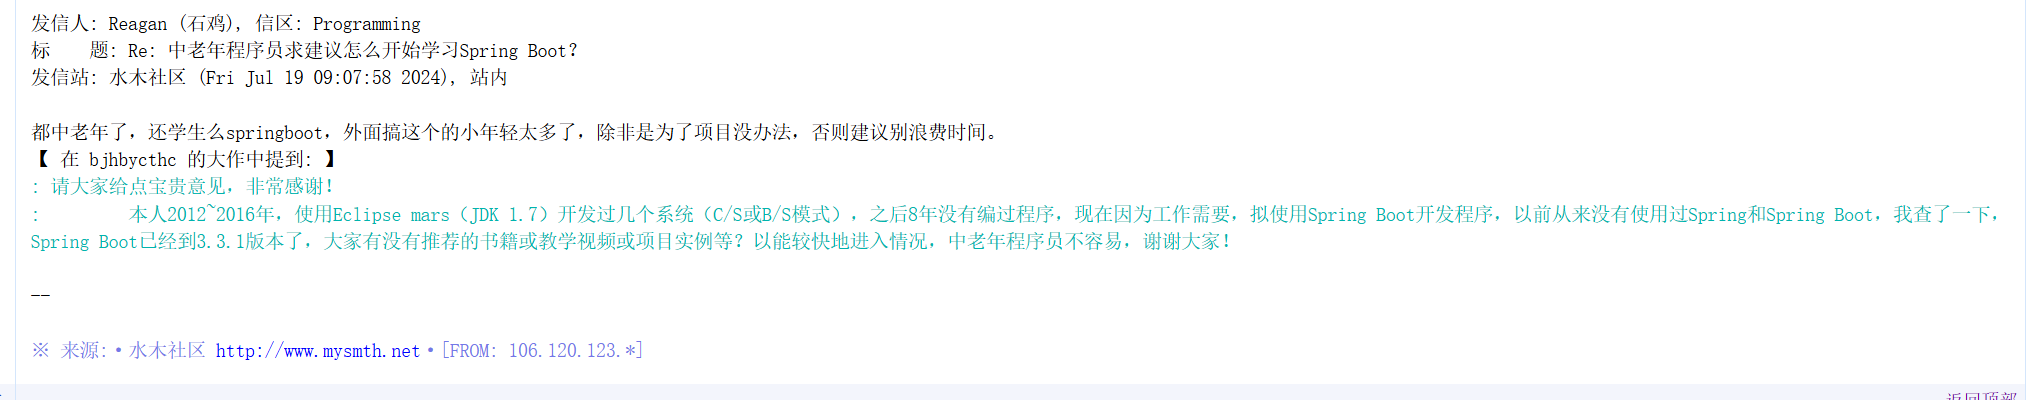 发信人: Reagan (石鸡), 信区: Programming
标    题: Re: 中老年程序员求建议怎么开始学习Spring Boot？
发信站: 水木社区 (Fri Jul 19 09:07:58 2024), 站内
都中老年了，还学生么springboot，外面搞这个的小年轻太多了，除非是为了项目没办法，否则建议别浪费时间。
【 在 bjhbycthc 的大作中提到: 】
: 请大家给点宝贵意见，非常感谢！
:         本人2012~2016年，使用Eclipse mars（JDK 1.7）开发过几个系统（C/S或B/S模式），之后8年没有编过程序，现在因为工作需要，拟使用Spring Boot开发程序，以前从来没有使用过Spring和Spring Boot，我查了一下，
Spring Boot已经到3.3.1版本了，大家有没有推荐的书籍或教学视频或项目实例等？以能较快地进入情况，中老年程序员不容易，谢谢大家！
--
※ 来源:·水木社区 http://www.mysmth.net·[FROM: 106.120.123.*]
返回顶部